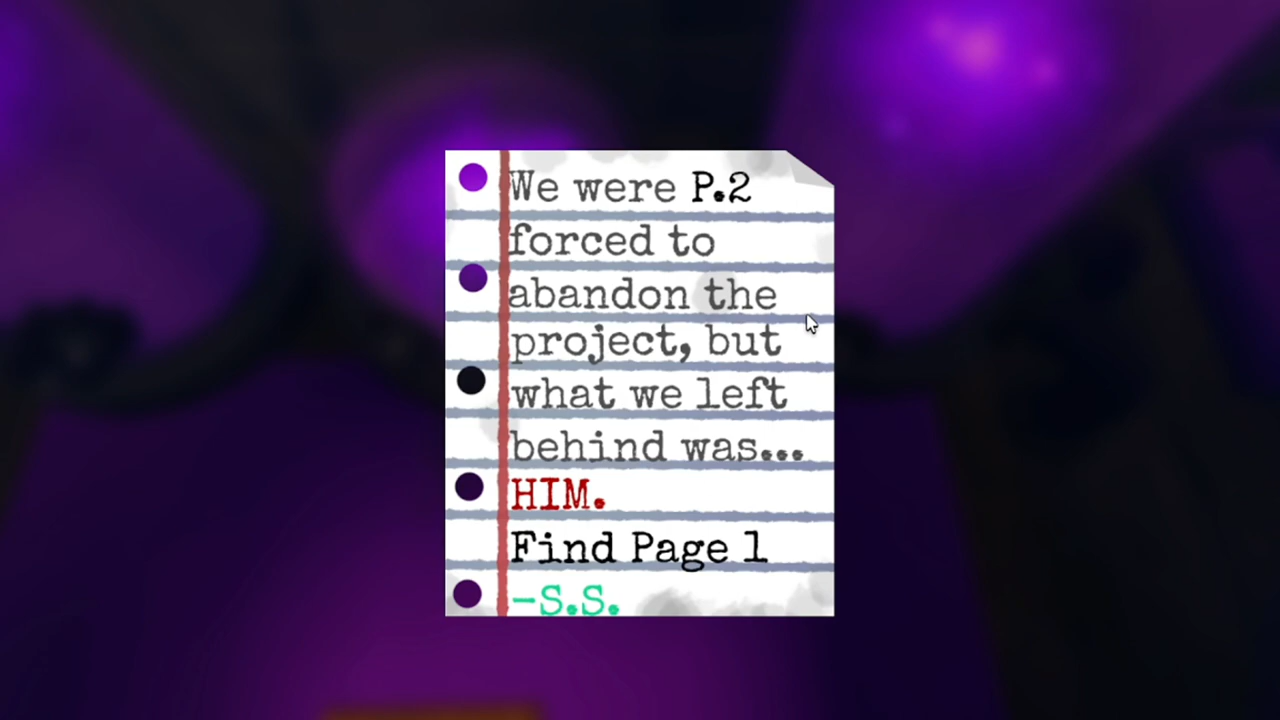 We were P.2
forced to
abandon the
project, but
what we left
behind was...
HIM.
Find Page 1
-S.S.